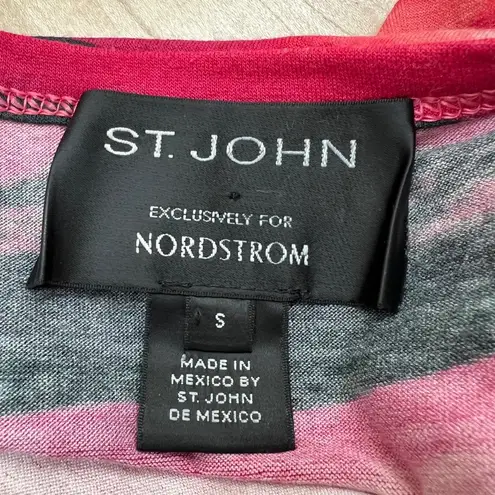 ST. JOHN
EXCLUSIVELY FOR
NORDSTROM
S
MADE IN
MEXICO BY
ST. JOHN
DE MEXICO